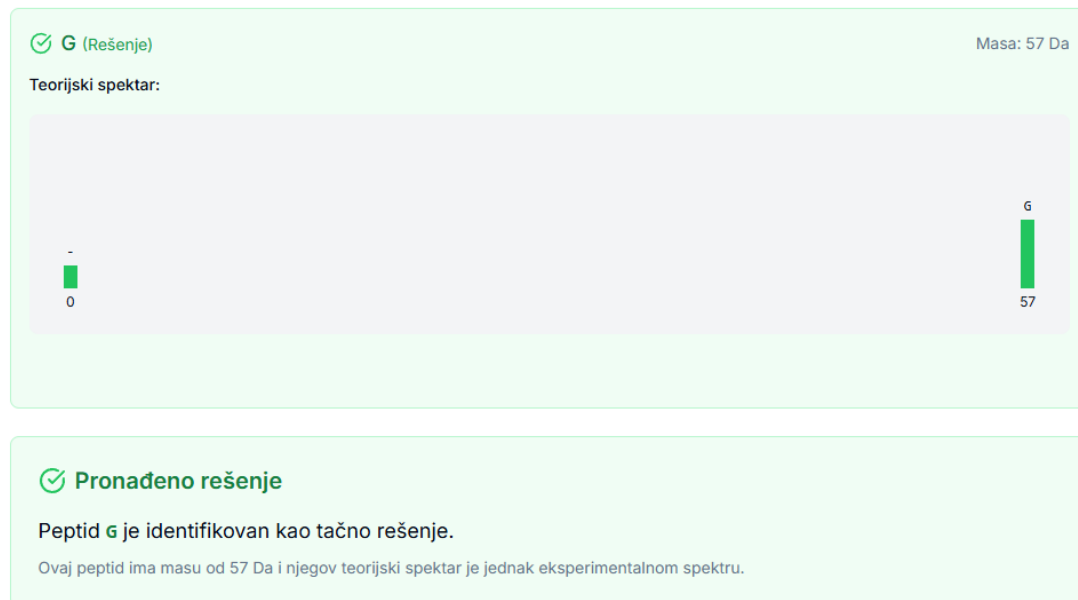 G (Rešenje)
Masa: 57 Da
Teorijski spektar:
G
-
0
57
Pronađeno rešenje
Peptid G je identifikovan kao tačno rešenje.
Ovaj peptid ima masu od 57 Da i njegov teorijski spektar je jednak eksperimentalnom spektru.